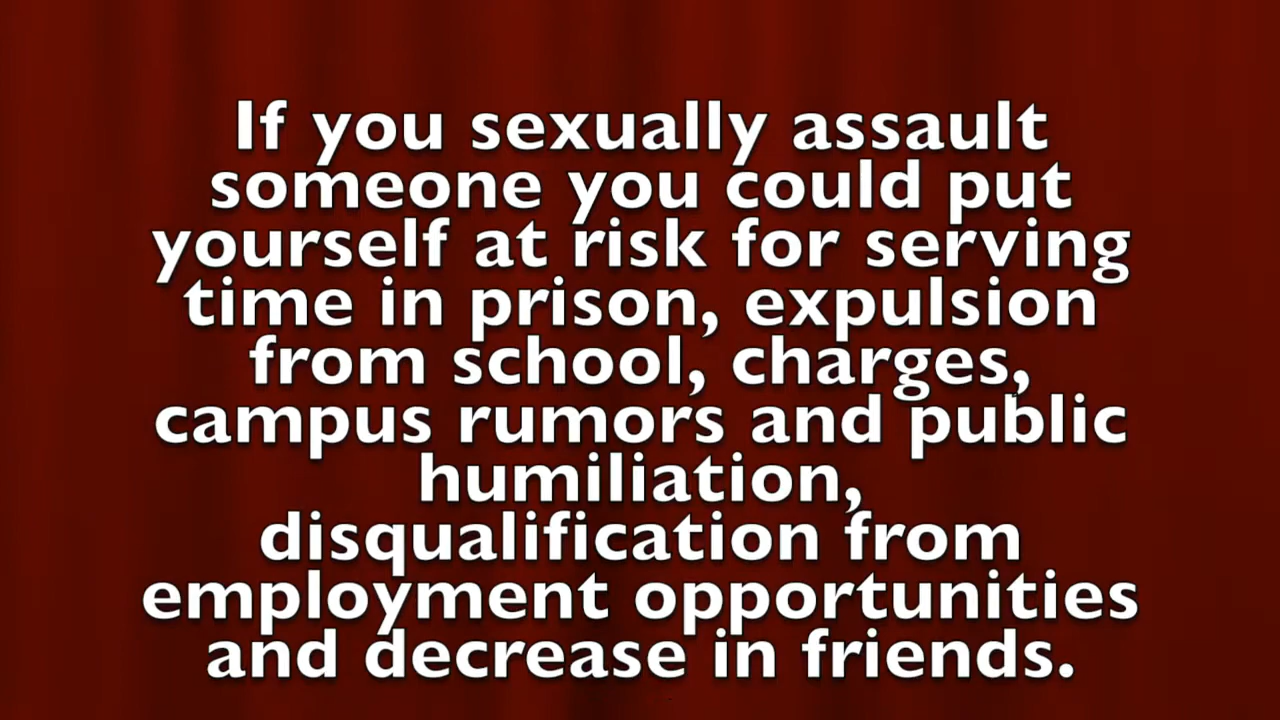 If you sexually assault
someone you could put
yourself at risk for serving
time in prison, expulsion
from school, charges,
campus rumors and public
humiliation,
disqualification from
employment opportunities
and decrease in friends.